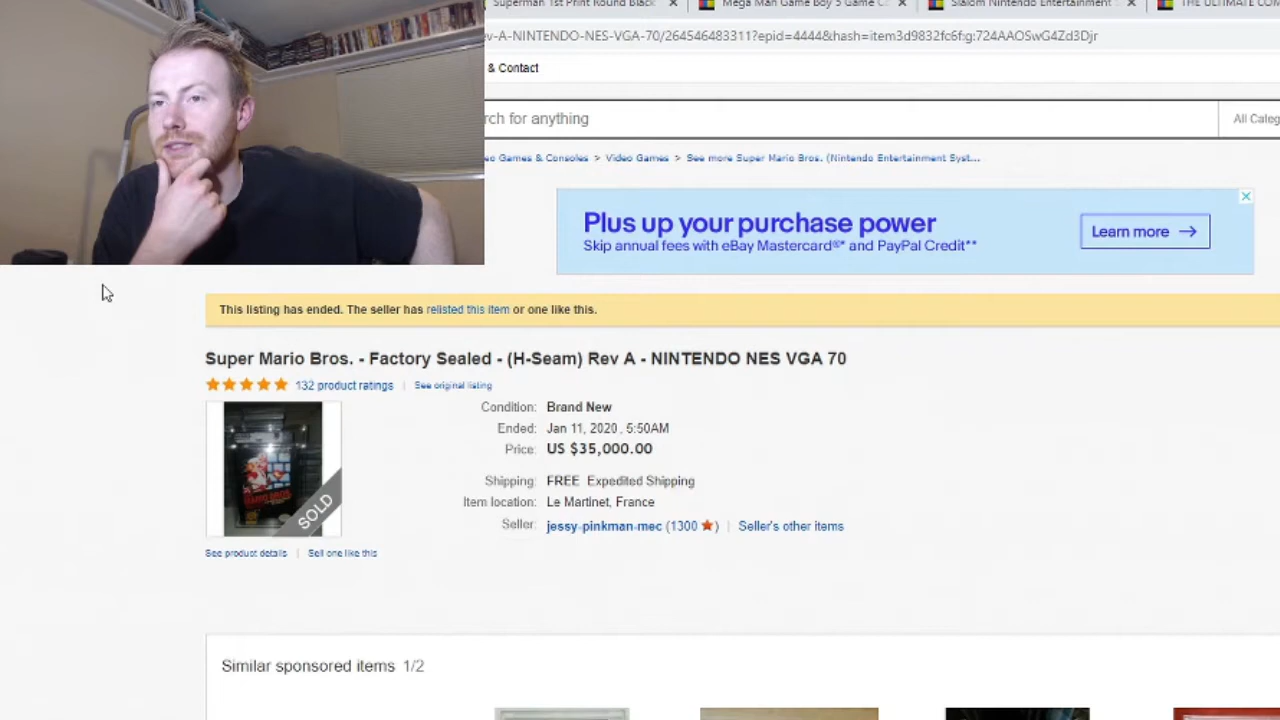 Superman 1st Print Round Black
Mega Man Game Boy 5 Game C
Slalom Nintendo Entertainment
THE ULTIMATE COM
ev-A-NINTENDO-NES-VGA-70/264546483311?epid=4444&hash=item3d9832fc6f:g:724AAOSwG4Zd3Djr
& Contact
rch for anything
All Categ
eo Games & Consoles > Video Games > See more Super Mario Bros. (Nintendo Entertainment Syst...
Plus up your purchase power
Skip annual fees with eBay Mastercard®* and PayPal Credit**
Learn more →
This listing has ended. The seller has relisted this item or one like this.
Super Mario Bros. - Factory Sealed - (H-Seam) Rev A - NINTENDO NES VGA 70
132 product ratings | See original listing
Condition: Brand New
Ended: Jan 11, 2020 , 5:50AM
Price: US $35,000.00
Shipping: FREE Expedited Shipping
Item location: Le Martinet, France
Seller: jessy-pinkman-mec (1300 ★) | Seller's other items
MARIO BROS.
SOLD
See product details | Sell one like this
Similar sponsored items 1/2